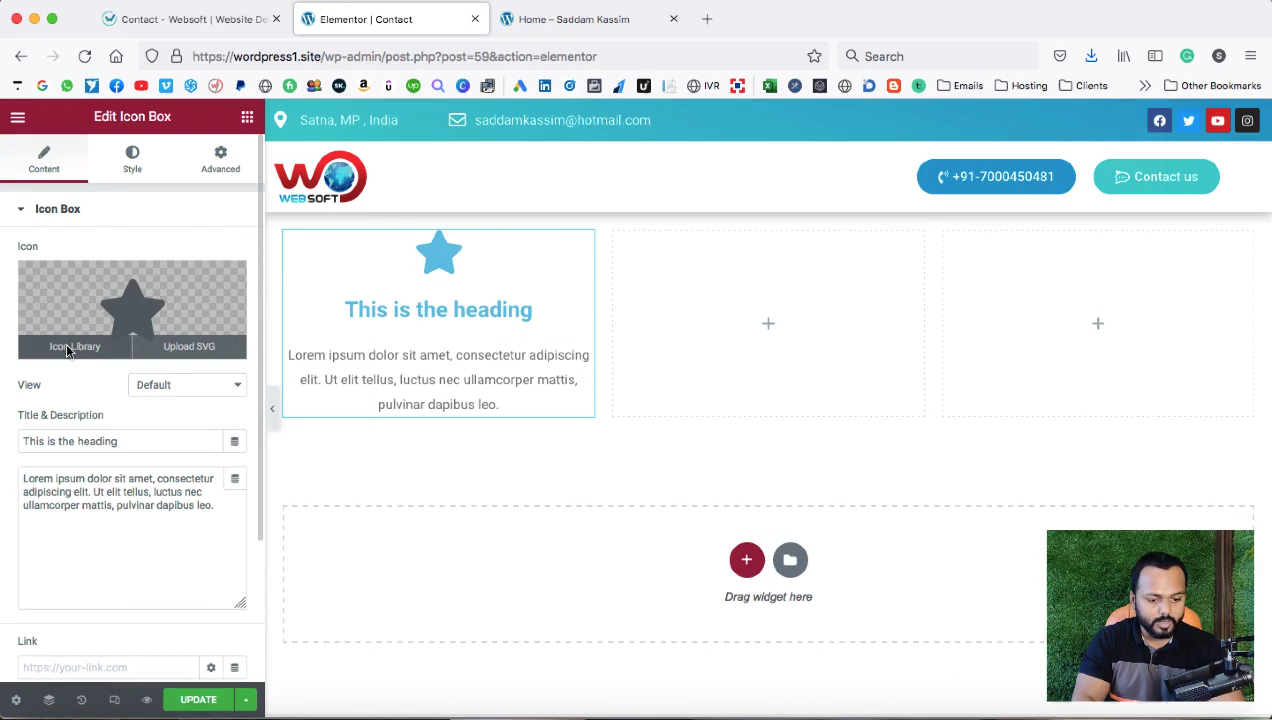 Contact - Websoft | Website De
Elementor | Contact
Home – Saddam Kassim
https://wordpress1.site/wp-admin/post.php?post=59&action=elementor
Search
S
IVR
Emails
Hosting
Clients
Other Bookmarks
Edit Icon Box
Content
Style
Advanced
Icon Box
Icon
Icon Library
Upload SVG
View
Default
Title & Description
This is the heading
Lorem ipsum dolor sit amet, consectetur
adipiscing elit. Ut elit tellus, luctus nec
ullamcorper mattis, pulvinar dapibus leo.
Link
https://your-link.com
UPDATE
Satna, MP , India
saddamkassim@hotmail.com
WEBSOFT
+91-7000450481
Contact us
This is the heading
Lorem ipsum dolor sit amet, consectetur adipiscing
elit. Ut elit tellus, luctus nec ullamcorper mattis,
pulvinar dapibus leo.
Drag widget here